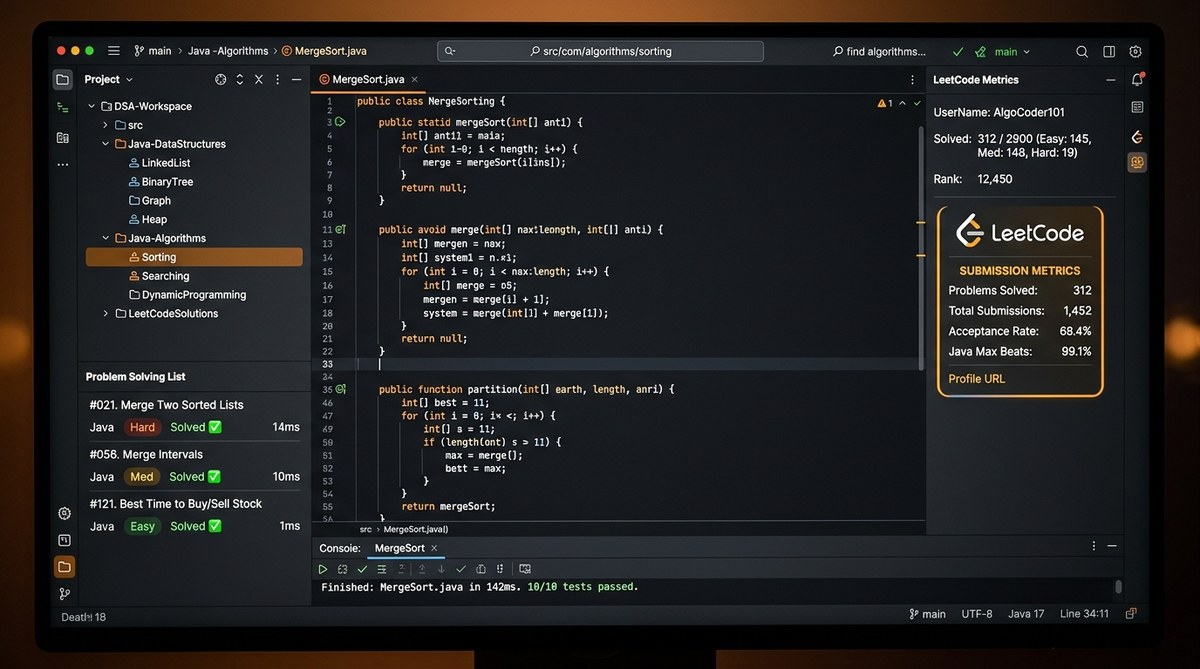 main › Java -Algorithms › MergeSort.java
src/com/algorithms/sorting
find algorithms...
main
Project
DSA-Workspace
src
Java-DataStructures
LinkedList
BinaryTree
Graph
Heap
Java-Algorithms
Sorting
Searching
DynamicProgramming
LeetCodeSolutions
Problem Solving List
#021. Merge Two Sorted Lists
Java Hard Solved ✅ 14ms
#056. Merge Intervals
Java Med Solved ✅ 10ms
#121. Best Time to Buy/Sell Stock
Java Easy Solved ✅ 1ms
MergeSort.java ×
1
1 public class NergeSorting {
2
3 public statid mergeSort(int[] ant1) {
4 int[] ant11 = maia;
5 for (int i-0; i < nength; i++) {
6 merge = mergeSort(ilins]);
7 }
8 return null;
9 }
10
11 public avoid merge(int[] nax:leongth, int[] anti) {
13 int[] mergen = nax;
14 int[] system1 = n.x1;
15 for (int i = 0; i < nax:length; i++) {
16 int[] merge = o5;
17 mergen = merge[i] + 1];
18 system = merge(int[1] + merge[1]);
20 }
21 return null;
22 }
33
34
35 public function partition(int[] earth, length, anri) {
46 int[] best = 11;
47 for (int i = 0; i< <; i++) {
49 int[] s = 11;
50 if (length(ont) s > 11) {
51 max = merge[];
52 bett = max;
53 }
54 }
55 return mergeSort;
56 }
src › MergeSort.java()
Consoie: MergeSort ×
Finished: MergeSort.java in 142ms. 10/10 tests passed.
LeetCode Metrics
UserName: AlgoCoder101
Solved: 312 / 2900 (Easy: 145,
Med: 148, Hard: 19)
Rank: 12,450
LeetCode
SUBMISSION METRICS
Problems Solved: 312
Total Submissions: 1,452
Acceptance Rate: 68.4%
Java Max Beats: 99.1%
Profile URL
18
main UTF-8 Java 17 Line 34:11